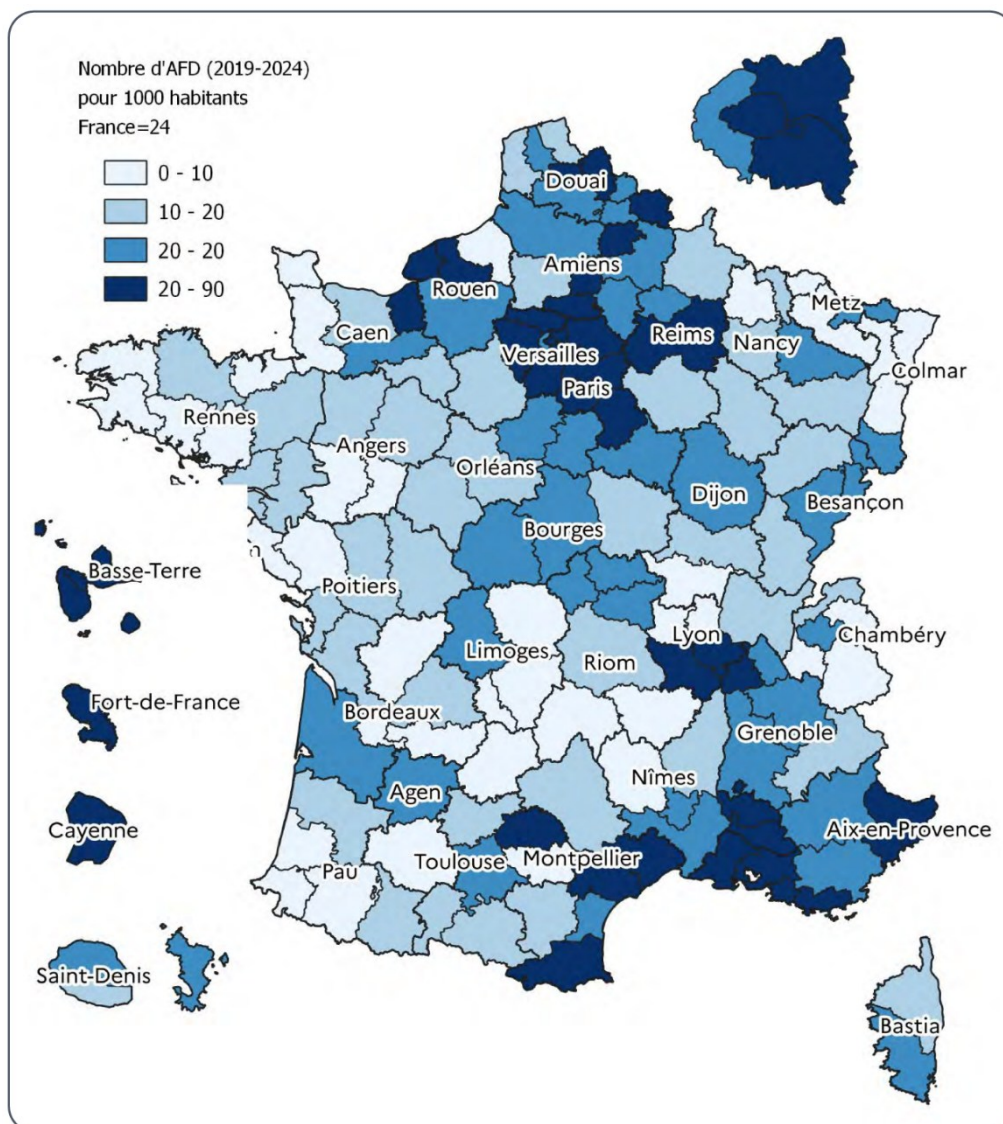 Nombre d'AFD (2019-2024)
pour 1000 habitants
France=24
0 - 10
10 - 20
20 - 20
20 - 90
Douai
Amiens
Rouen
Caen
Metz
Reims
Nancy
Versailles
Colmar
Paris
Rennes
Angers
Orléans
Dijon
Besançon
Bourges
Basse-Terre
Poitiers
Lyon
Chambéry
Limoges
Riom
Fort-de-France
Bordeaux
Grenoble
Nîmes
Agen
Cayenne
Aix-en-Provence
Toulouse
Montpellier
Pau
Saint-Denis
Bastia